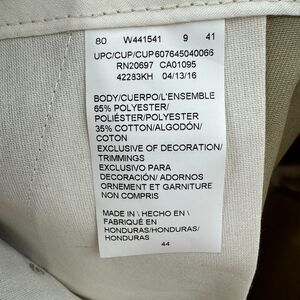 80 W441541 9 41
UPC/CUP/CUP607645040066
RN20697 CA01095
42283KH 04/13/16
BODY/CUERPO/L'ENSEMBLE
65% POLYESTER/
POLIÉSTER/POLYESTER
35% COTTON/ALGODÓN/
COTON
EXCLUSIVE OF DECORATION/
TRIMMINGS
EXCLUSIVO PARA
DECORACIÓN/ ADORNOS
ORNEMENT ET GARNITURE
NON COMPRIS
MADE IN \ HECHO EN \
FABRIQUÉ EN
HONDURAS/HONDURAS/
HONDURAS
44